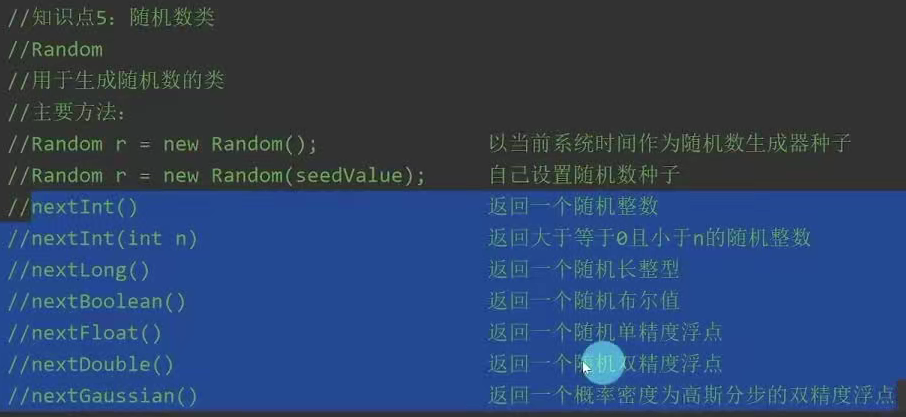 //知识点5：随机数类
//Random
//用于生成随机数的类
//主要方法：
//Random r = new Random(); 以当前系统时间作为随机数生成器种子
//Random r = new Random(seedValue); 自己设置随机数种子
//nextInt() 返回一个随机整数
//nextInt(int n) 返回大于等于0且小于n的随机整数
//nextLong() 返回一个随机长整型
//nextBoolean() 返回一个随机布尔值
//nextFloat() 返回一个随机单精度浮点
//nextDouble() 返回一个随机双精度浮点
//nextGaussian() 返回一个概率密度为高斯分步的双精度浮点